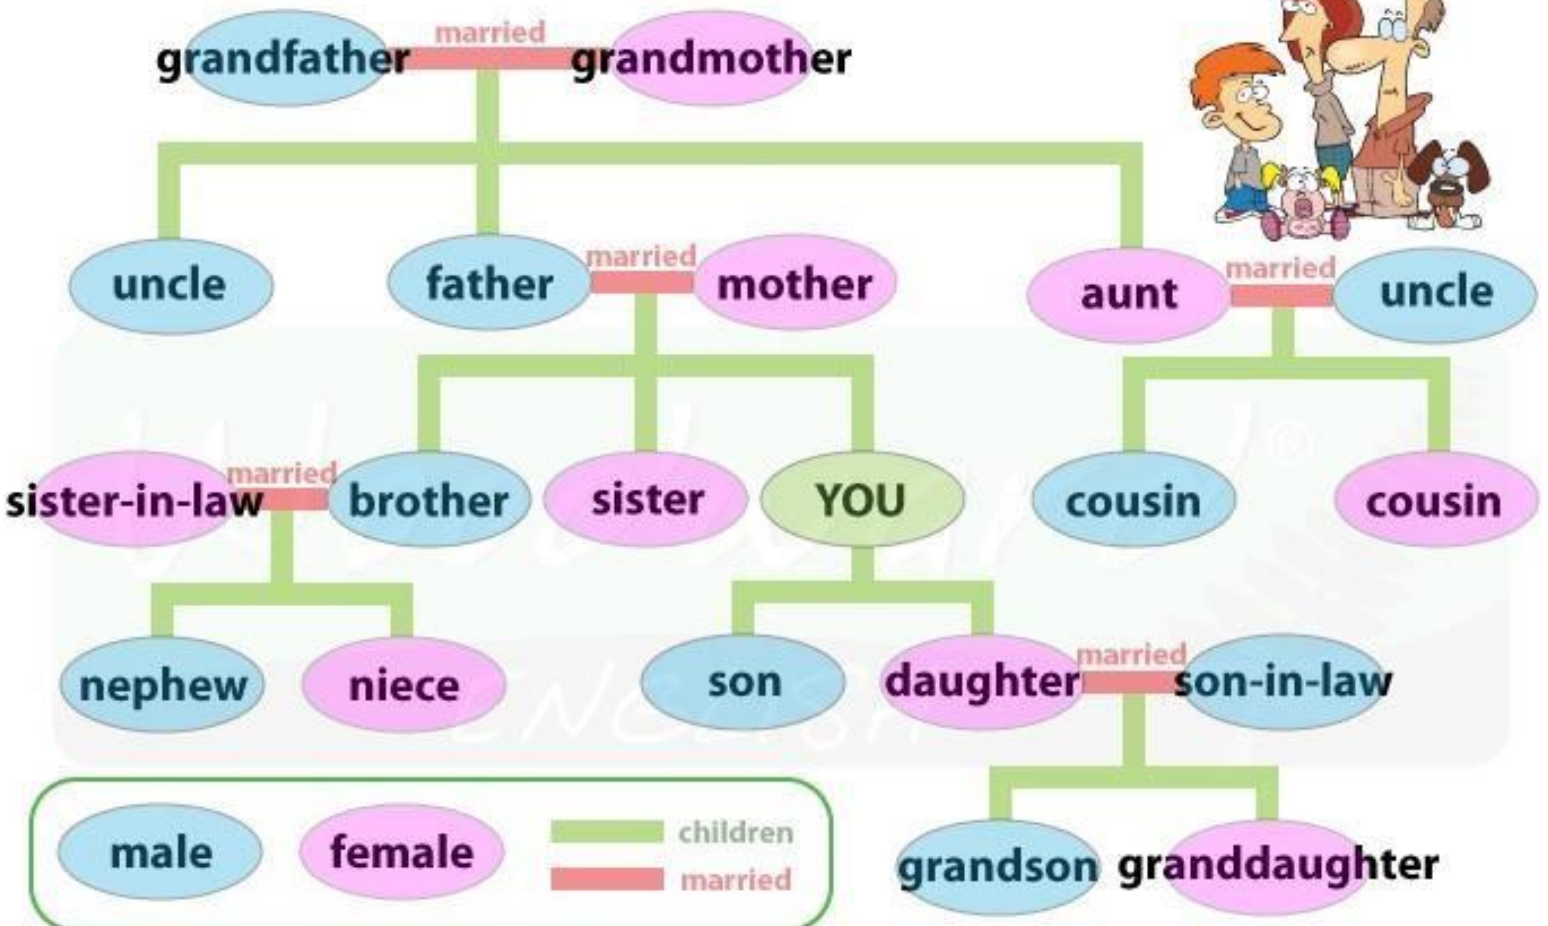 married
grandfather grandmother
married
uncle father mother
married
aunt uncle
married
sister-in-law brother sister YOU cousin cousin
married
nephew niece son daughter son-in-law
ENGLISH
male female children
married
grandson granddaughter